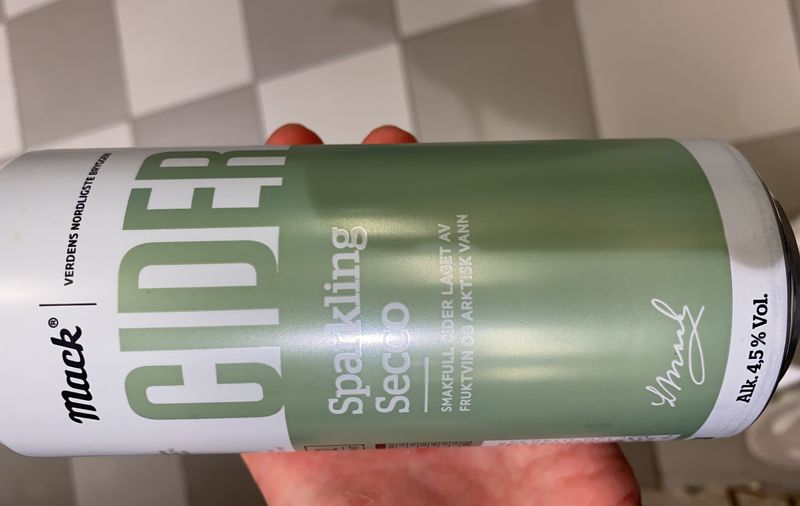 Mack®
VERDENS NORDLIGSTE BRYGGERI
CIDER
Sparkling
Secco
SMAKFULL CIDER LAGET AV
FRUKTVIN OG ARKTISK VANN
L Mack
Alk. 4,5 % Vol.